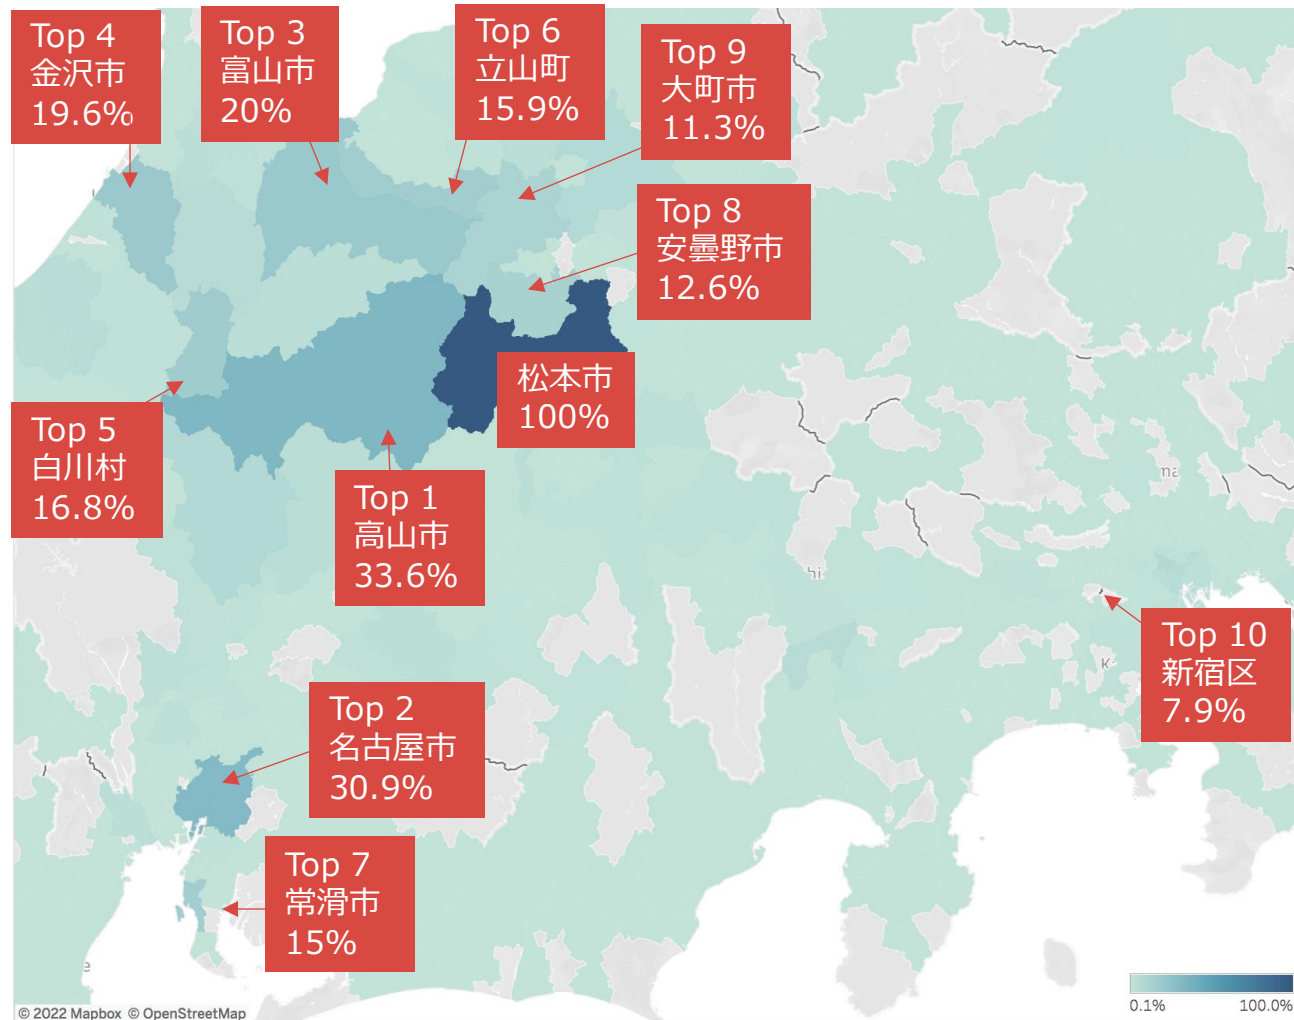 Top 4
金沢市
19.6%
Top 3
富山市
20%
Top 6
立山町
15.9%
Top 9
大町市
11.3%
Top 8
安曇野市
12.6%
松本市
100%
Top 5
白川村
16.8%
Top 1
高山市
33.6%
Top 10
新宿区
7.9%
Top 2
名古屋市
30.9%
Top 7
常滑市
15%
0.1%
100.0%
© 2022 Mapbox © OpenStreetMap